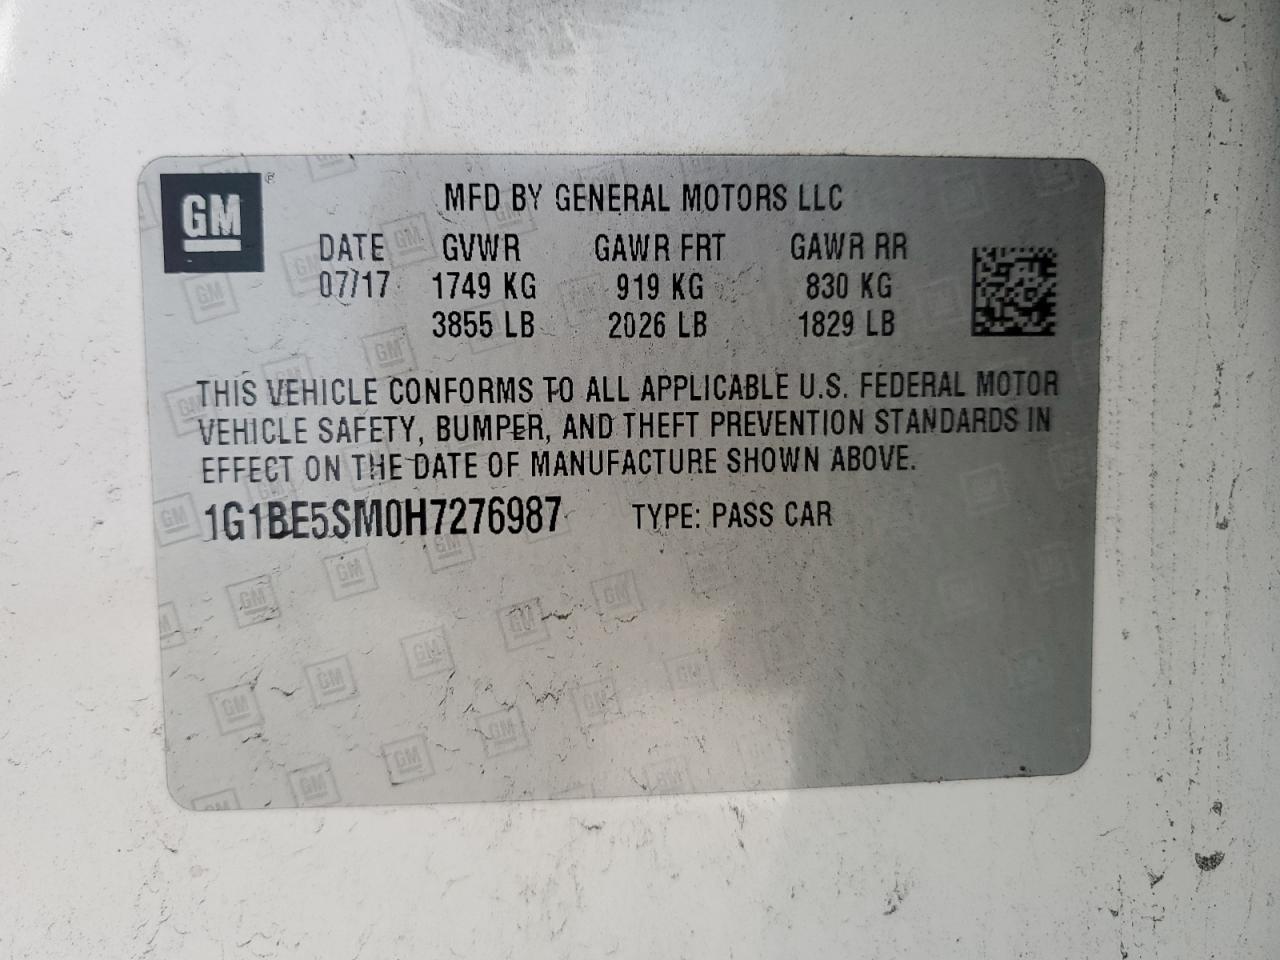 GM ®
MFD BY GENERAL MOTORS LLC
DATE GVWR GAWR FRT GAWR RR
07/17 1749 KG 919 KG 830 KG
3855 LB 2026 LB 1829 LB
THIS VEHICLE CONFORMS TO ALL APPLICABLE U.S. FEDERAL MOTOR
VEHICLE SAFETY, BUMPER, AND THEFT PREVENTION STANDARDS IN
EFFECT ON THE DATE OF MANUFACTURE SHOWN ABOVE.
1G1BE5SM0H7276987 TYPE: PASS CAR